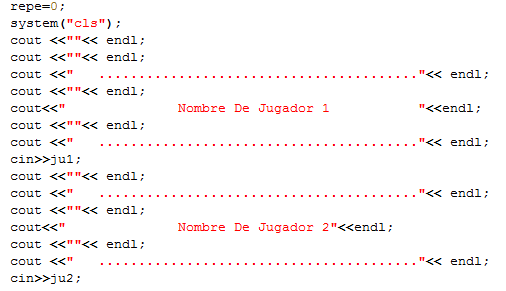 repe=0;
system("cls");
cout <<""<< endl;
cout <<""<< endl;
cout <<"   ........................................"<< endl;
cout <<""<< endl;
cout<<"              Nombre De Jugador 1           "<<endl;
cout <<""<< endl;
cout <<"   ........................................"<< endl;
cin>>ju1;
cout <<""<< endl;
cout <<"   ........................................"<< endl;
cout <<""<< endl;
cout<<"              Nombre De Jugador 2"<<endl;
cout <<""<< endl;
cout <<"   ........................................"<< endl;
cin>>ju2;